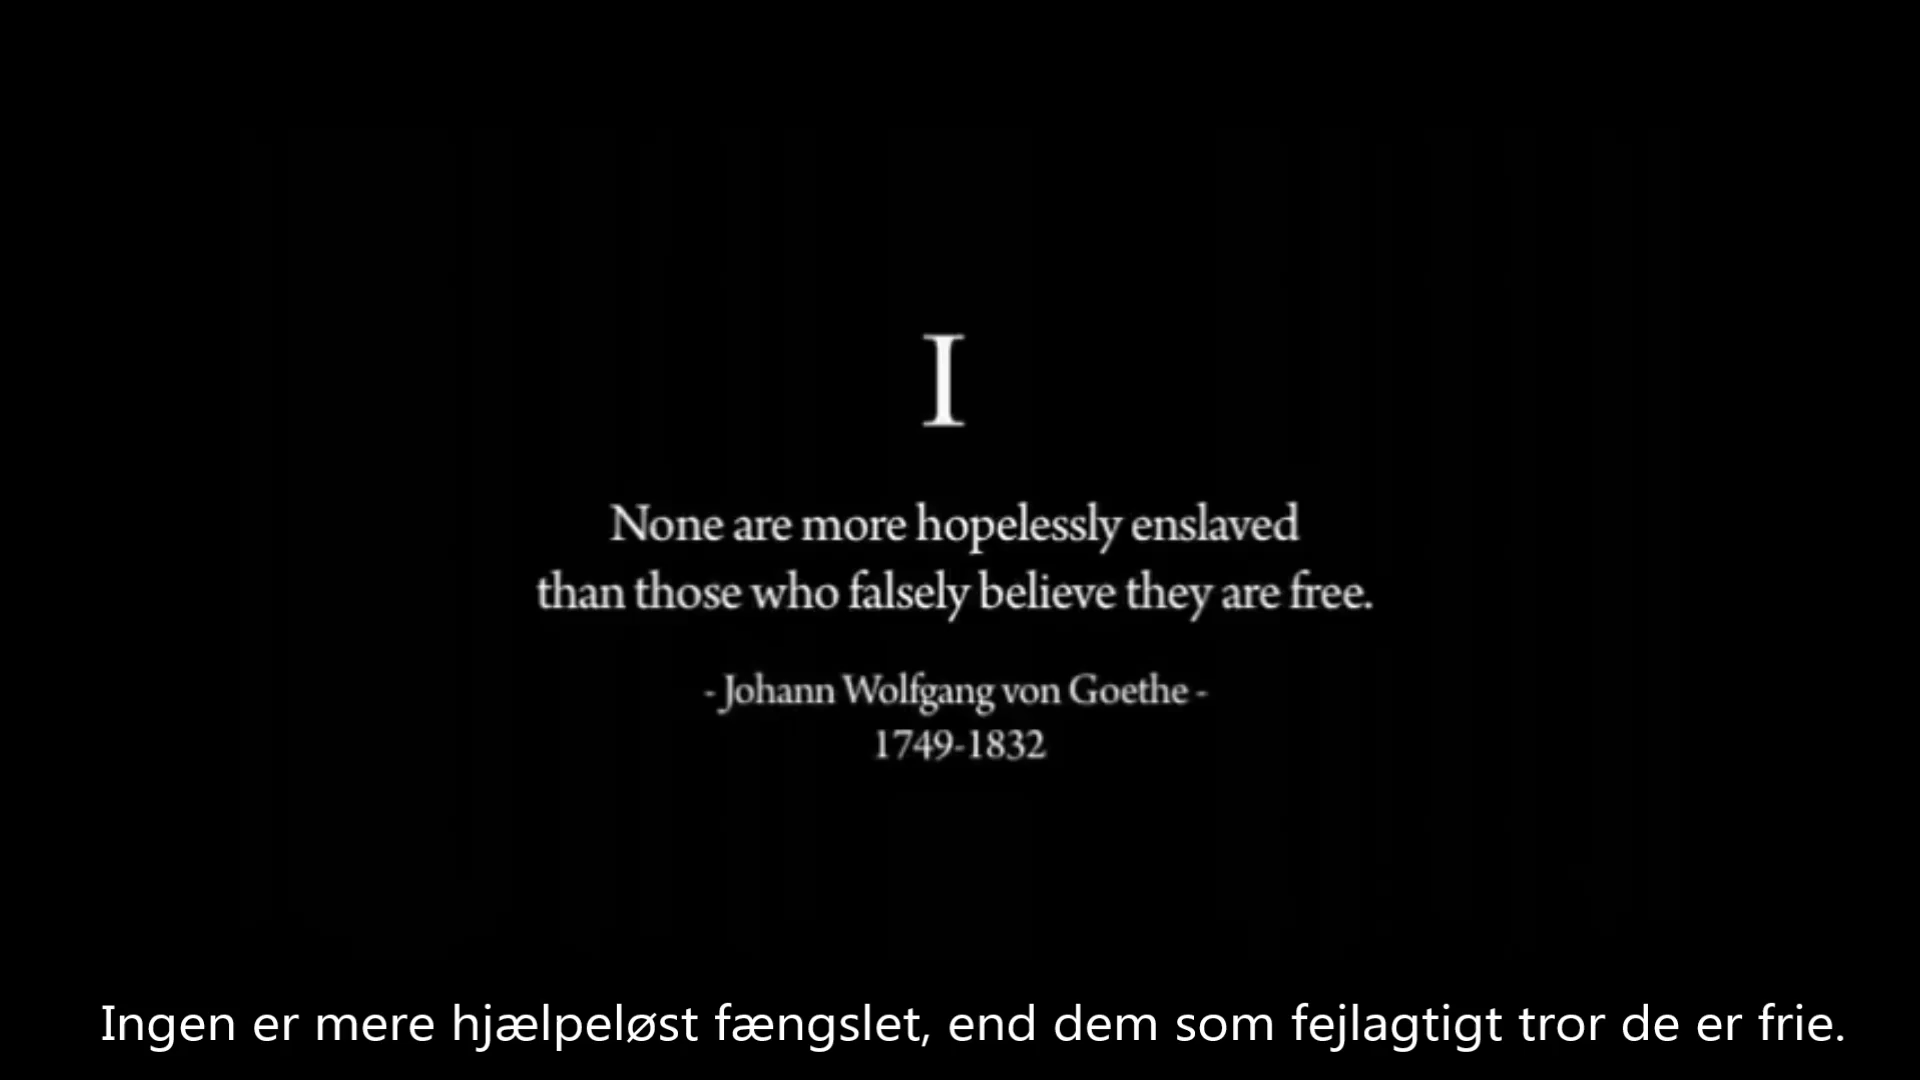 I
None are more hopelessly enslaved
than those who falsely believe they are free.
- Johann Wolfgang von Goethe -
1749-1832
Ingen er mere hjælpeløst fængslet, end dem som fejlagtigt tror de er frie.